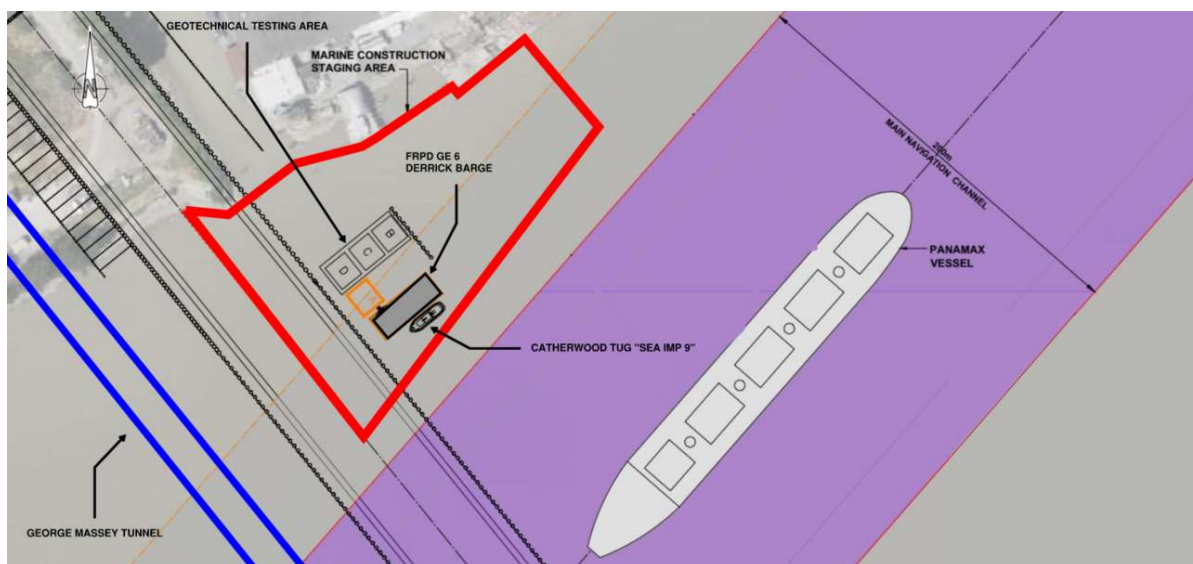 GEOTECHNICAL TESTING AREA
MARINE CONSTRUCTION
STAGING AREA
N
FRPD GE 6
DERRICK BARGE
200m
MAIN NAVIGATION CHANNEL
B
C
D
A
PANAMAX
VESSEL
CATHERWOOD TUG "SEA IMP 9"
GEORGE MASSEY TUNNEL